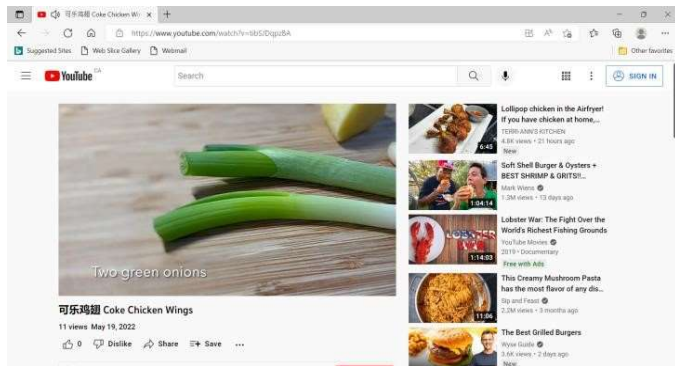 可乐鸡翅 Coke Chicken Wi
https://www.youtube.com/watch?v=
Suggested Sites
Web Slice Gallery
Webmail
Other favorites
YouTube CA
Search
SIGN IN
Two green onions
可乐鸡翅 Coke Chicken Wings
11 views May 19, 2022
0 Dislike Share Save ...
6:45
Lollipop chicken in the Airfryer!
If you have chicken at home,...
TERRI-ANN'S KITCHEN
4.8K views • 21 hours ago
New
1:04:14
Soft Shell Burger & Oysters +
BEST SHRIMP & GRITS!!...
Mark Wiens
1.3M views • 13 days ago
1:14:03
Lobster War: The Fight Over the
World's Richest Fishing Grounds
YouTube Movies
2019 • Documentary
Free with Ads
11:06
This Creamy Mushroom Pasta
has the most flavor of any dis...
Sip and Feast
2.2M views • 3 months ago
The Best Grilled Burgers
Wyse Guide
3.6K views • 2 days ago
New